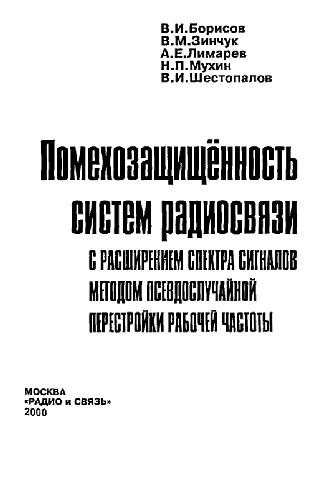 В.И.Борисов
В.М.Зинчук
А.Е.Лимарев
Н.П.Мухин
В.И.Шестопалов
Помехозащищённость
систем радиосвязи
С РАСШИРЕНИЕМ СПЕКТРА СИГНАЛОВ
МЕТОДОМ ПСЕВДОСЛУЧАЙНОЙ
ПЕРЕСТРОЙКИ РАБОЧЕЙ ЧАСТОТЫ
МОСКВА
«РАДИО и СВЯЗЬ»
2000